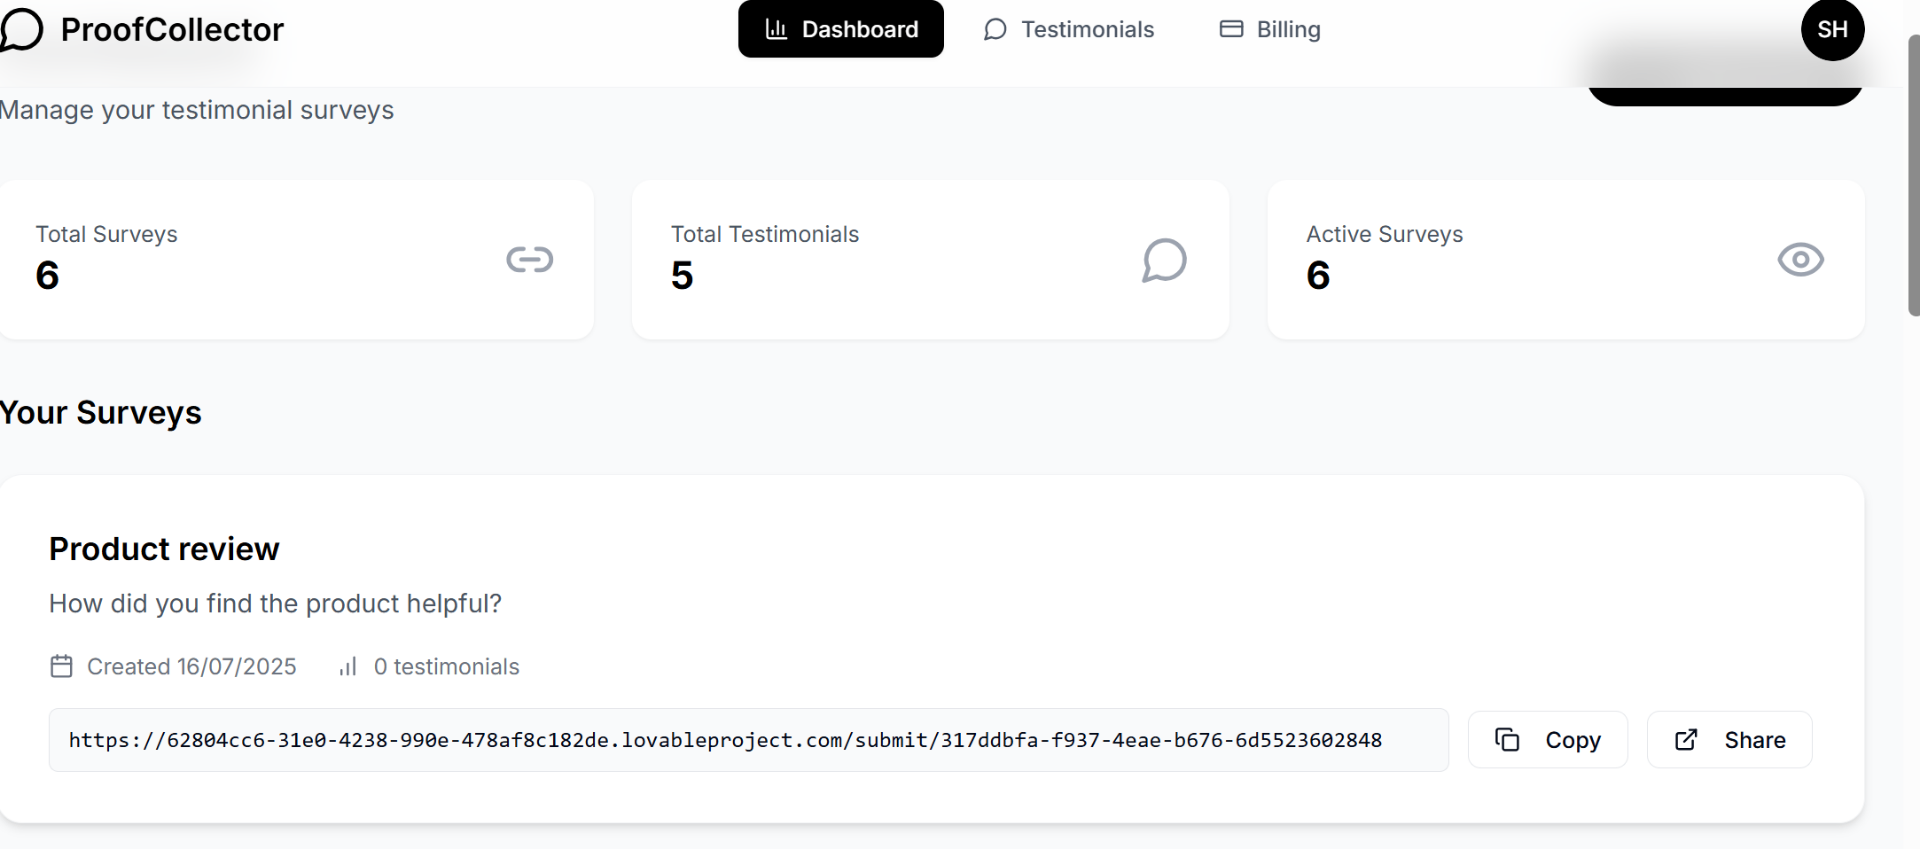 ProofCollector
Dashboard
Testimonials
Billing
SH
Manage your testimonial surveys
Total Surveys
6
Total Testimonials
5
Active Surveys
6
Your Surveys
Product review
How did you find the product helpful?
Created 16/07/2025
0 testimonials
https://62804cc6-31e0-4238-990e-478af8c182de.lovableproject.com/submit/317ddbfa-f937-4eae-b676-6d5523602848
Copy
Share